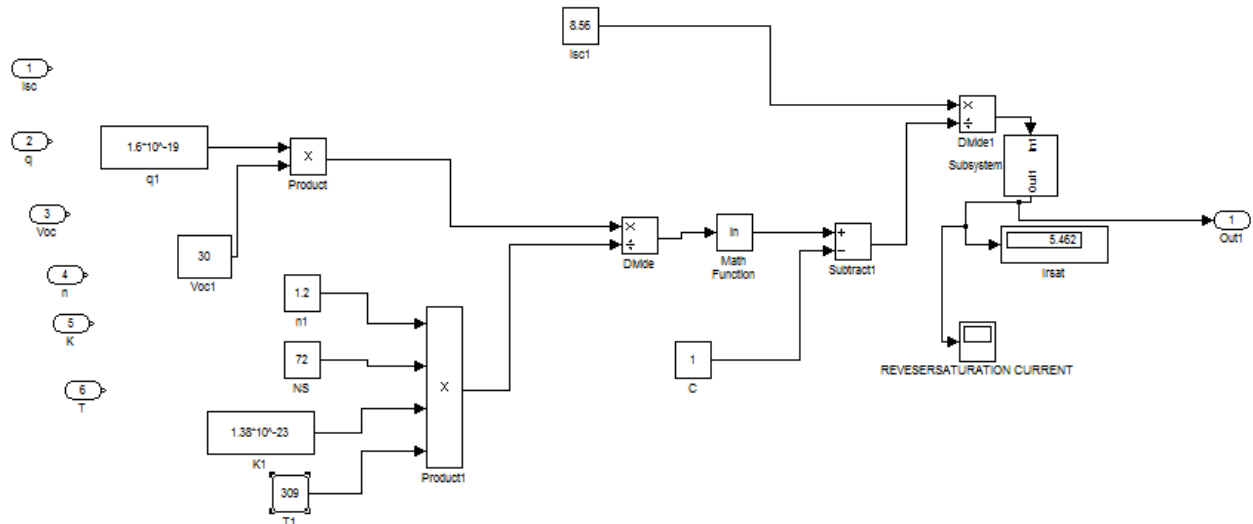 8.56
Isc1
1
Isc
2
q
1.6*10^-19
q1
X
Product
×
÷
Divide1
Subsystem
In1
out1
3
Voc
30
Voc1
×
÷
Divide
ln
Math
Function
+
−
Subtract1
1
Out1
5.462
Irsat
4
n
1.2
n1
5
K
72
NS
X
Product1
1
C
REVESERSATURATION CURRENT
6
T
1.38*10^-23
K1
309
T1